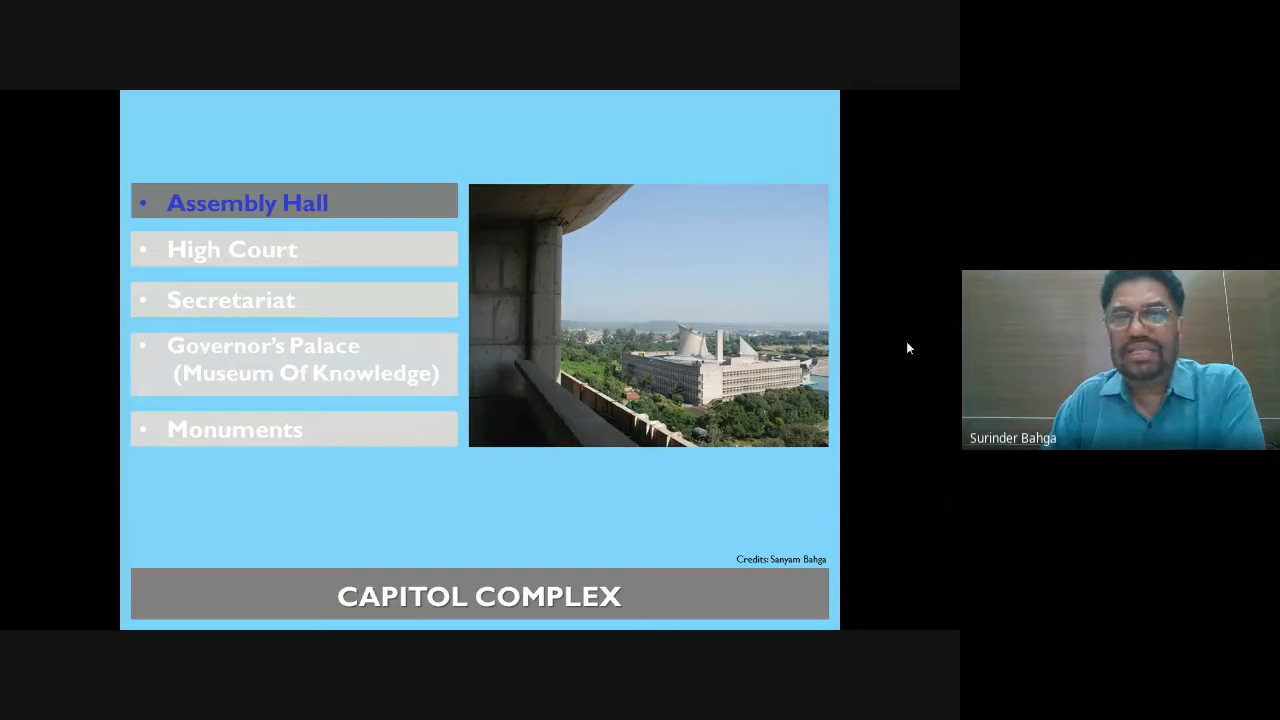 • Assembly Hall
• High Court
• Secretariat
• Governor's Palace
(Museum Of Knowledge)
• Monuments
Credits: Sanyam Bahga
CAPITOL COMPLEX
Surinder Bahga